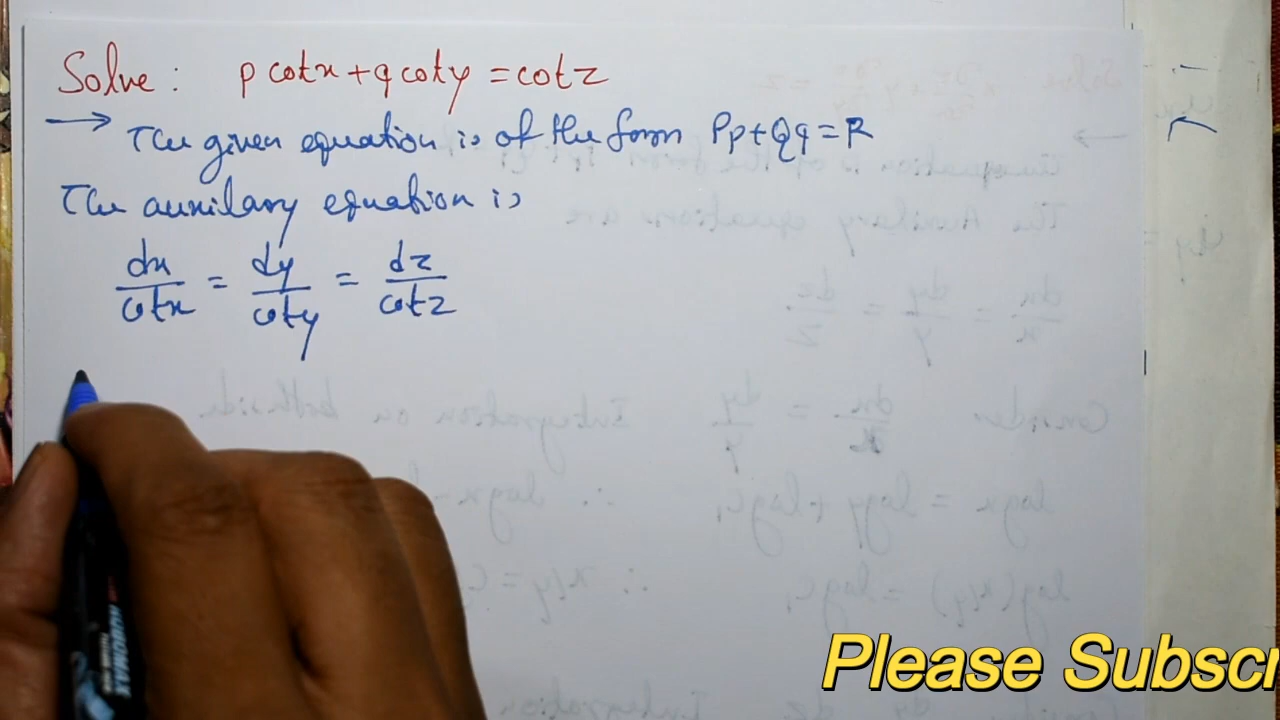 Solve : p cotx + q coty = cotz
→ The given equation is of the form Pp + Qq = R
The auxilary equation is
dx/cotx = dy/coty = dz/cotz
Please Subscr